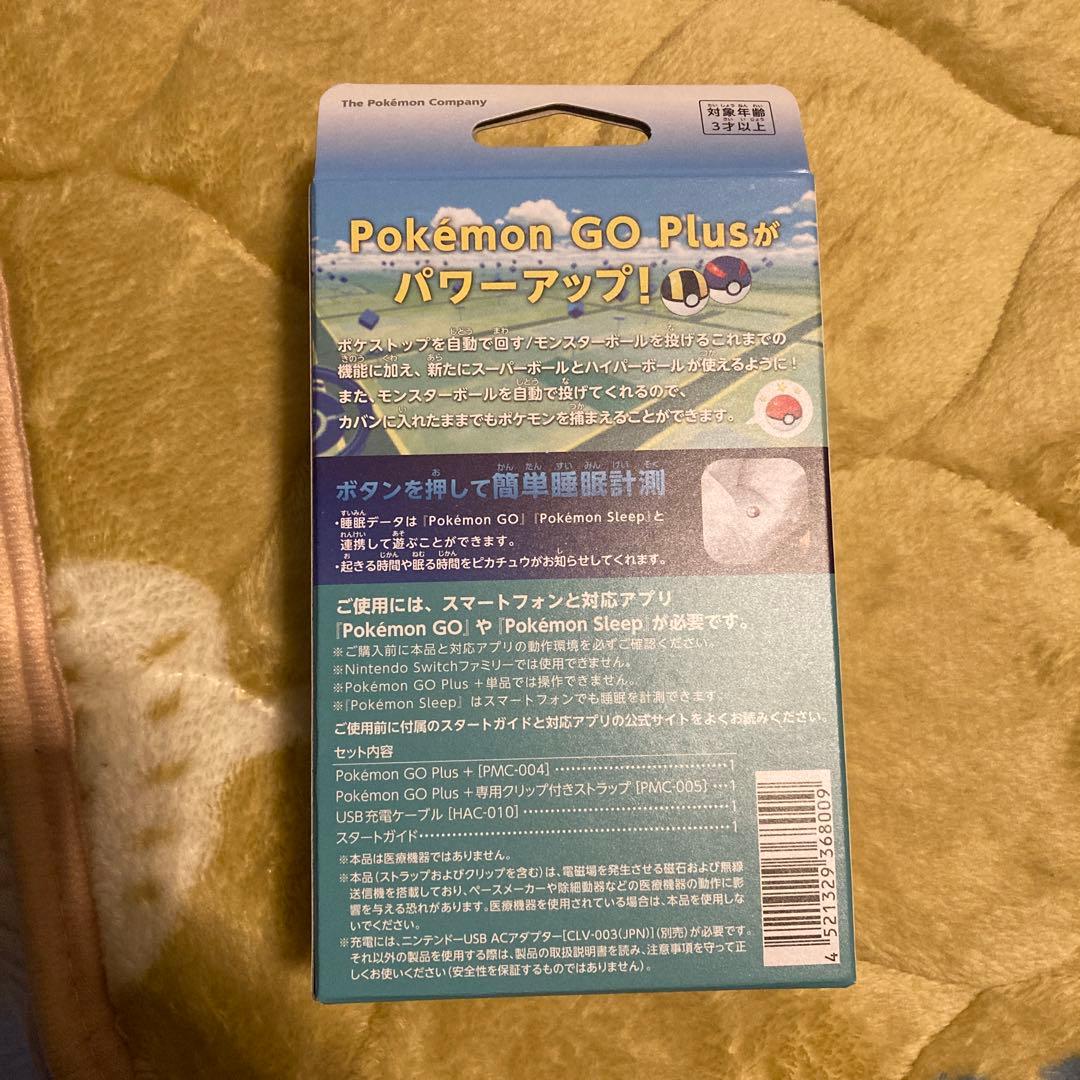 The Pokémon Company
対象年齢
3才以上
Pokémon GO Plusが
パワーアップ!
ポケストップを自動で回す/モンスターボールを投げるこれまでの
機能に加え、新たにスーパーボールとハイパーボールが使えるように!
また、モンスターボールを自動で投げてくれるので、
カバンに入れたままでもポケモンを捕まえることができます。
ボタンを押して簡単睡眠計測
・睡眠データは『Pokémon GO』『Pokémon Sleep』と
連携して遊ぶことができます。
・起きる時間や眠る時間をピカチュウがお知らせしてくれます。
ご使用には、スマートフォンと対応アプリ
『Pokémon GO』や『Pokémon Sleep』が必要です。
※ご購入前に本品と対応アプリの動作環境を必ずご確認ください。
※Nintendo Switchファミリーでは使用できません。
※Pokémon GO Plus +単品では操作できません。
※『Pokémon Sleep』はスマートフォンでも睡眠を計測できます。
ご使用前に付属のスタートガイドと対応アプリの公式サイトをよくお読みください。
セット内容
Pokémon GO Plus + [PMC-004] ……………………………1
Pokémon GO Plus +専用クリップ付きストラップ [PMC-005] …1
USB充電ケーブル [HAC-010] …………………………………1
スタートガイド……………………………………………………1
※本品は医療機器ではありません。
※本品(ストラップおよびクリップを含む)は、電磁場を発生させる磁石および無線
送信機を搭載しており、ペースメーカーや除細動器などの医療機器の動作に影
響を与える恐れがあります。医療機器を使用されている場合は、本品を使用しな
いでください。
※充電には、ニンテンドーUSB ACアダプター[CLV-003(JPN)](別売)が必要です。
それ以外の製品を使用する際は、製品の取扱説明書を読み、注意事項を守って正
しくお使いください(安全性を保証するものではありません)。
4 521329 368009